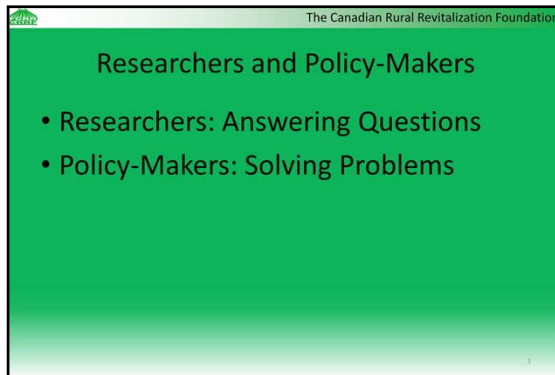 The Canadian Rural Revitalization Foundation
Researchers and Policy-Makers
• Researchers: Answering Questions
• Policy-Makers: Solving Problems
3